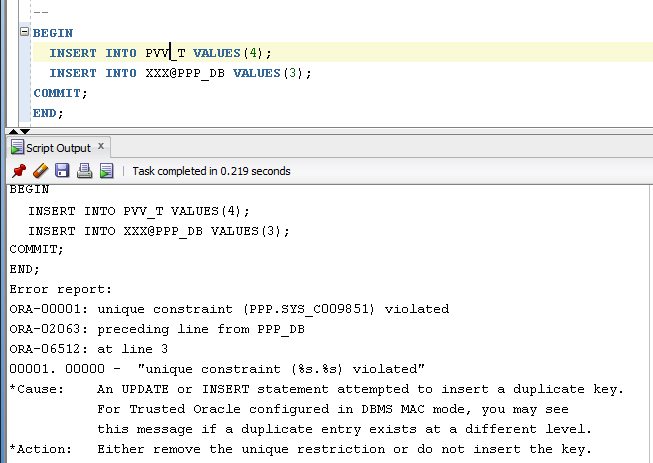 --
BEGIN
INSERT INTO PVV_T VALUES(4);
INSERT INTO XXX@PPP_DB VALUES(3);
COMMIT;
END;
Script Output x
Task completed in 0.219 seconds
BEGIN
INSERT INTO PVV_T VALUES(4);
INSERT INTO XXX@PPP_DB VALUES(3);
COMMIT;
END;
Error report:
ORA-00001: unique constraint (PPP.SYS_C009851) violated
ORA-02063: preceding line from PPP_DB
ORA-06512: at line 3
00001. 00000 -  "unique constraint (%s.%s) violated"
*Cause:    An UPDATE or INSERT statement attempted to insert a duplicate key.
For Trusted Oracle configured in DBMS MAC mode, you may see
this message if a duplicate entry exists at a different level.
*Action:   Either remove the unique restriction or do not insert the key.